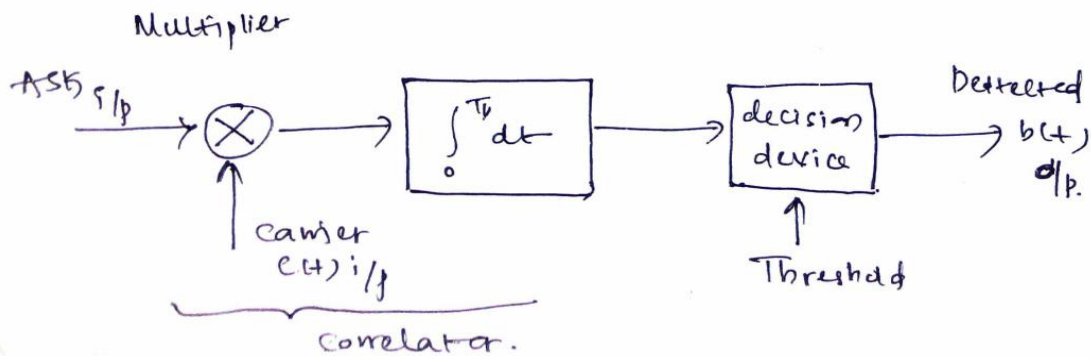 Multiplier
ASK i/p
∫₀^Tb dt
decision
device
Detected
b(t)
o/p.
carrier
c(t) i/p
Threshold
correlator.